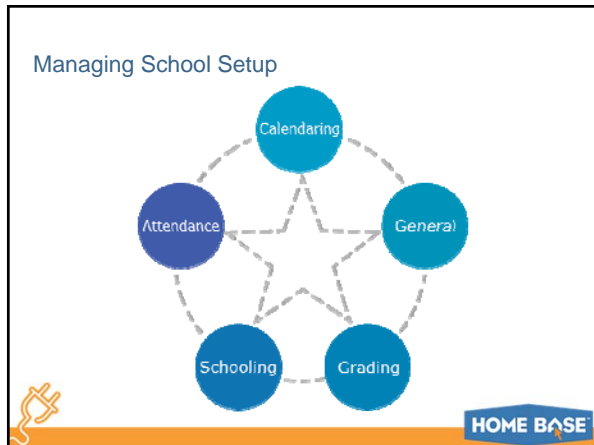 Managing School Setup
Calendaring
Attendance
General
Schooling
Grading
HOME BASE